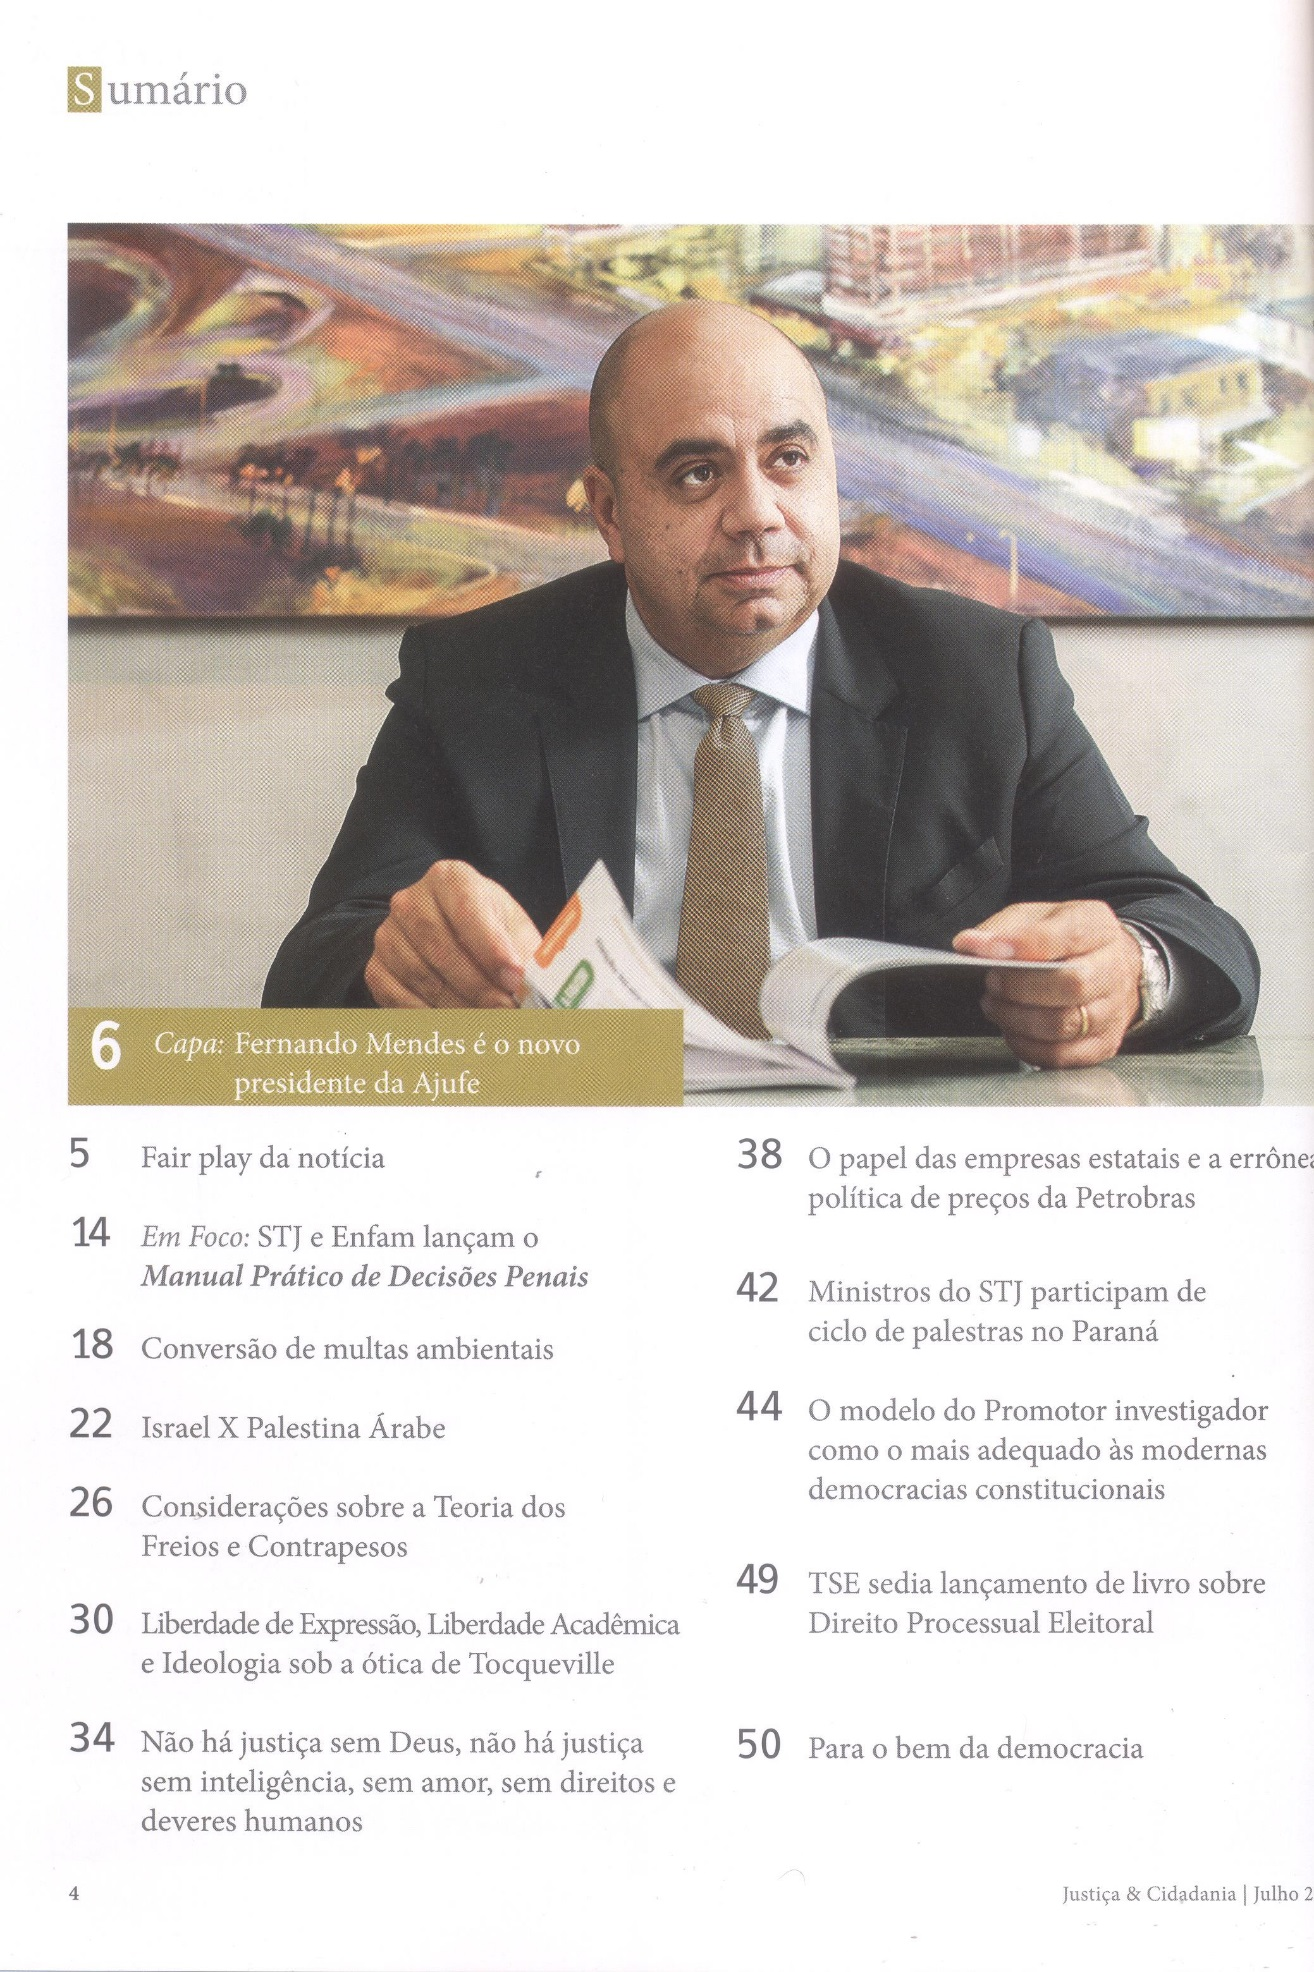 Sumário
6 Capa: Fernando Mendes é o novo
presidente da Ajufe
5 Fair play da notícia
14 Em Foco: STJ e Enfam lançam o
Manual Prático de Decisões Penais
18 Conversão de multas ambientais
22 Israel X Palestina Árabe
26 Considerações sobre a Teoria dos
Freios e Contrapesos
30 Liberdade de Expressão, Liberdade Acadêmica
e Ideologia sob a ótica de Tocqueville
34 Não há justiça sem Deus, não há justiça
sem inteligência, sem amor, sem direitos e
deveres humanos
38 O papel das empresas estatais e a errônea
política de preços da Petrobras
42 Ministros do STJ participam de
ciclo de palestras no Paraná
44 O modelo do Promotor investigador
como o mais adequado às modernas
democracias constitucionais
49 TSE sedia lançamento de livro sobre
Direito Processual Eleitoral
50 Para o bem da democracia
4
Justiça & Cidadania | Julho 2